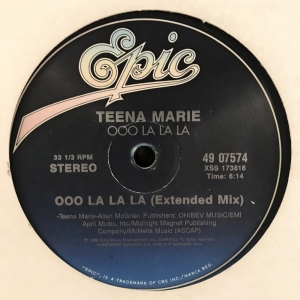 Epic
TEENA MARIE
OOO LA LA LA
33 1/3 RPM
STEREO
49 07574
XSS 173816
Time: 6:14
OOO LA LA LA (Extended Mix)
-Teena Marie-Allan McGrier. Publishers: OH/BEV MUSIC/EMI
April Music, Inc./Midnight Magnet Publishing
Company/McNella Music (ASCAP)
"EPIC", IS A TRADEMARK OF CBS INC./MARCA REG.